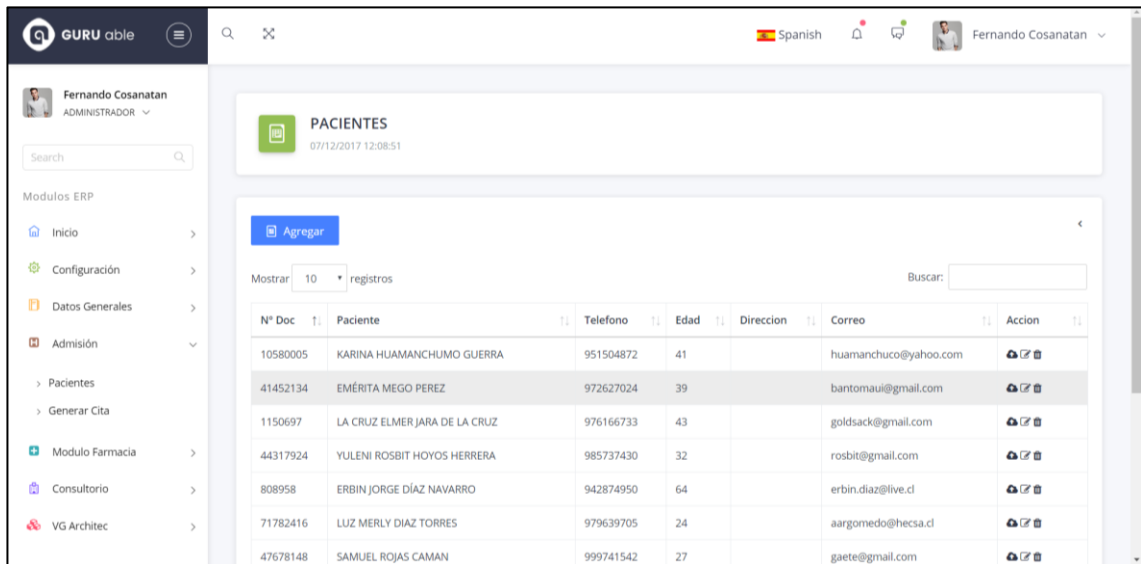 GURU able
Spanish
Fernando Cosanatan
Fernando Cosanatan
ADMINISTRADOR
Search
Modulos ERP
Inicio
Configuración
Datos Generales
Admisión
Pacientes
Generar Cita
Modulo Farmacia
Consultorio
VG Architec
PACIENTES
07/12/2017 12:08:51
Agregar
Mostrar 10 registros
Buscar:
N° Doc Paciente Telefono Edad Direccion Correo Accion
10580005 KARINA HUAMANCHUMO GUERRA 951504872 41 huamanchuco@yahoo.com
41452134 EMÉRITA MEGO PEREZ 972627024 39 bantomaui@gmail.com
1150697 LA CRUZ ELMER JARA DE LA CRUZ 976166733 43 goldsack@gmail.com
44317924 YULENI ROSBIT HOYOS HERRERA 985737430 32 rosbit@gmail.com
808958 ERBIN JORGE DÍAZ NAVARRO 942874950 64 erbin.diaz@live.cl
71782416 LUZ MERLY DIAZ TORRES 979639705 24 aargomedo@hecsa.cl
47678148 SAMUEL ROJAS CAMAN 999741542 27 gaete@gmail.com